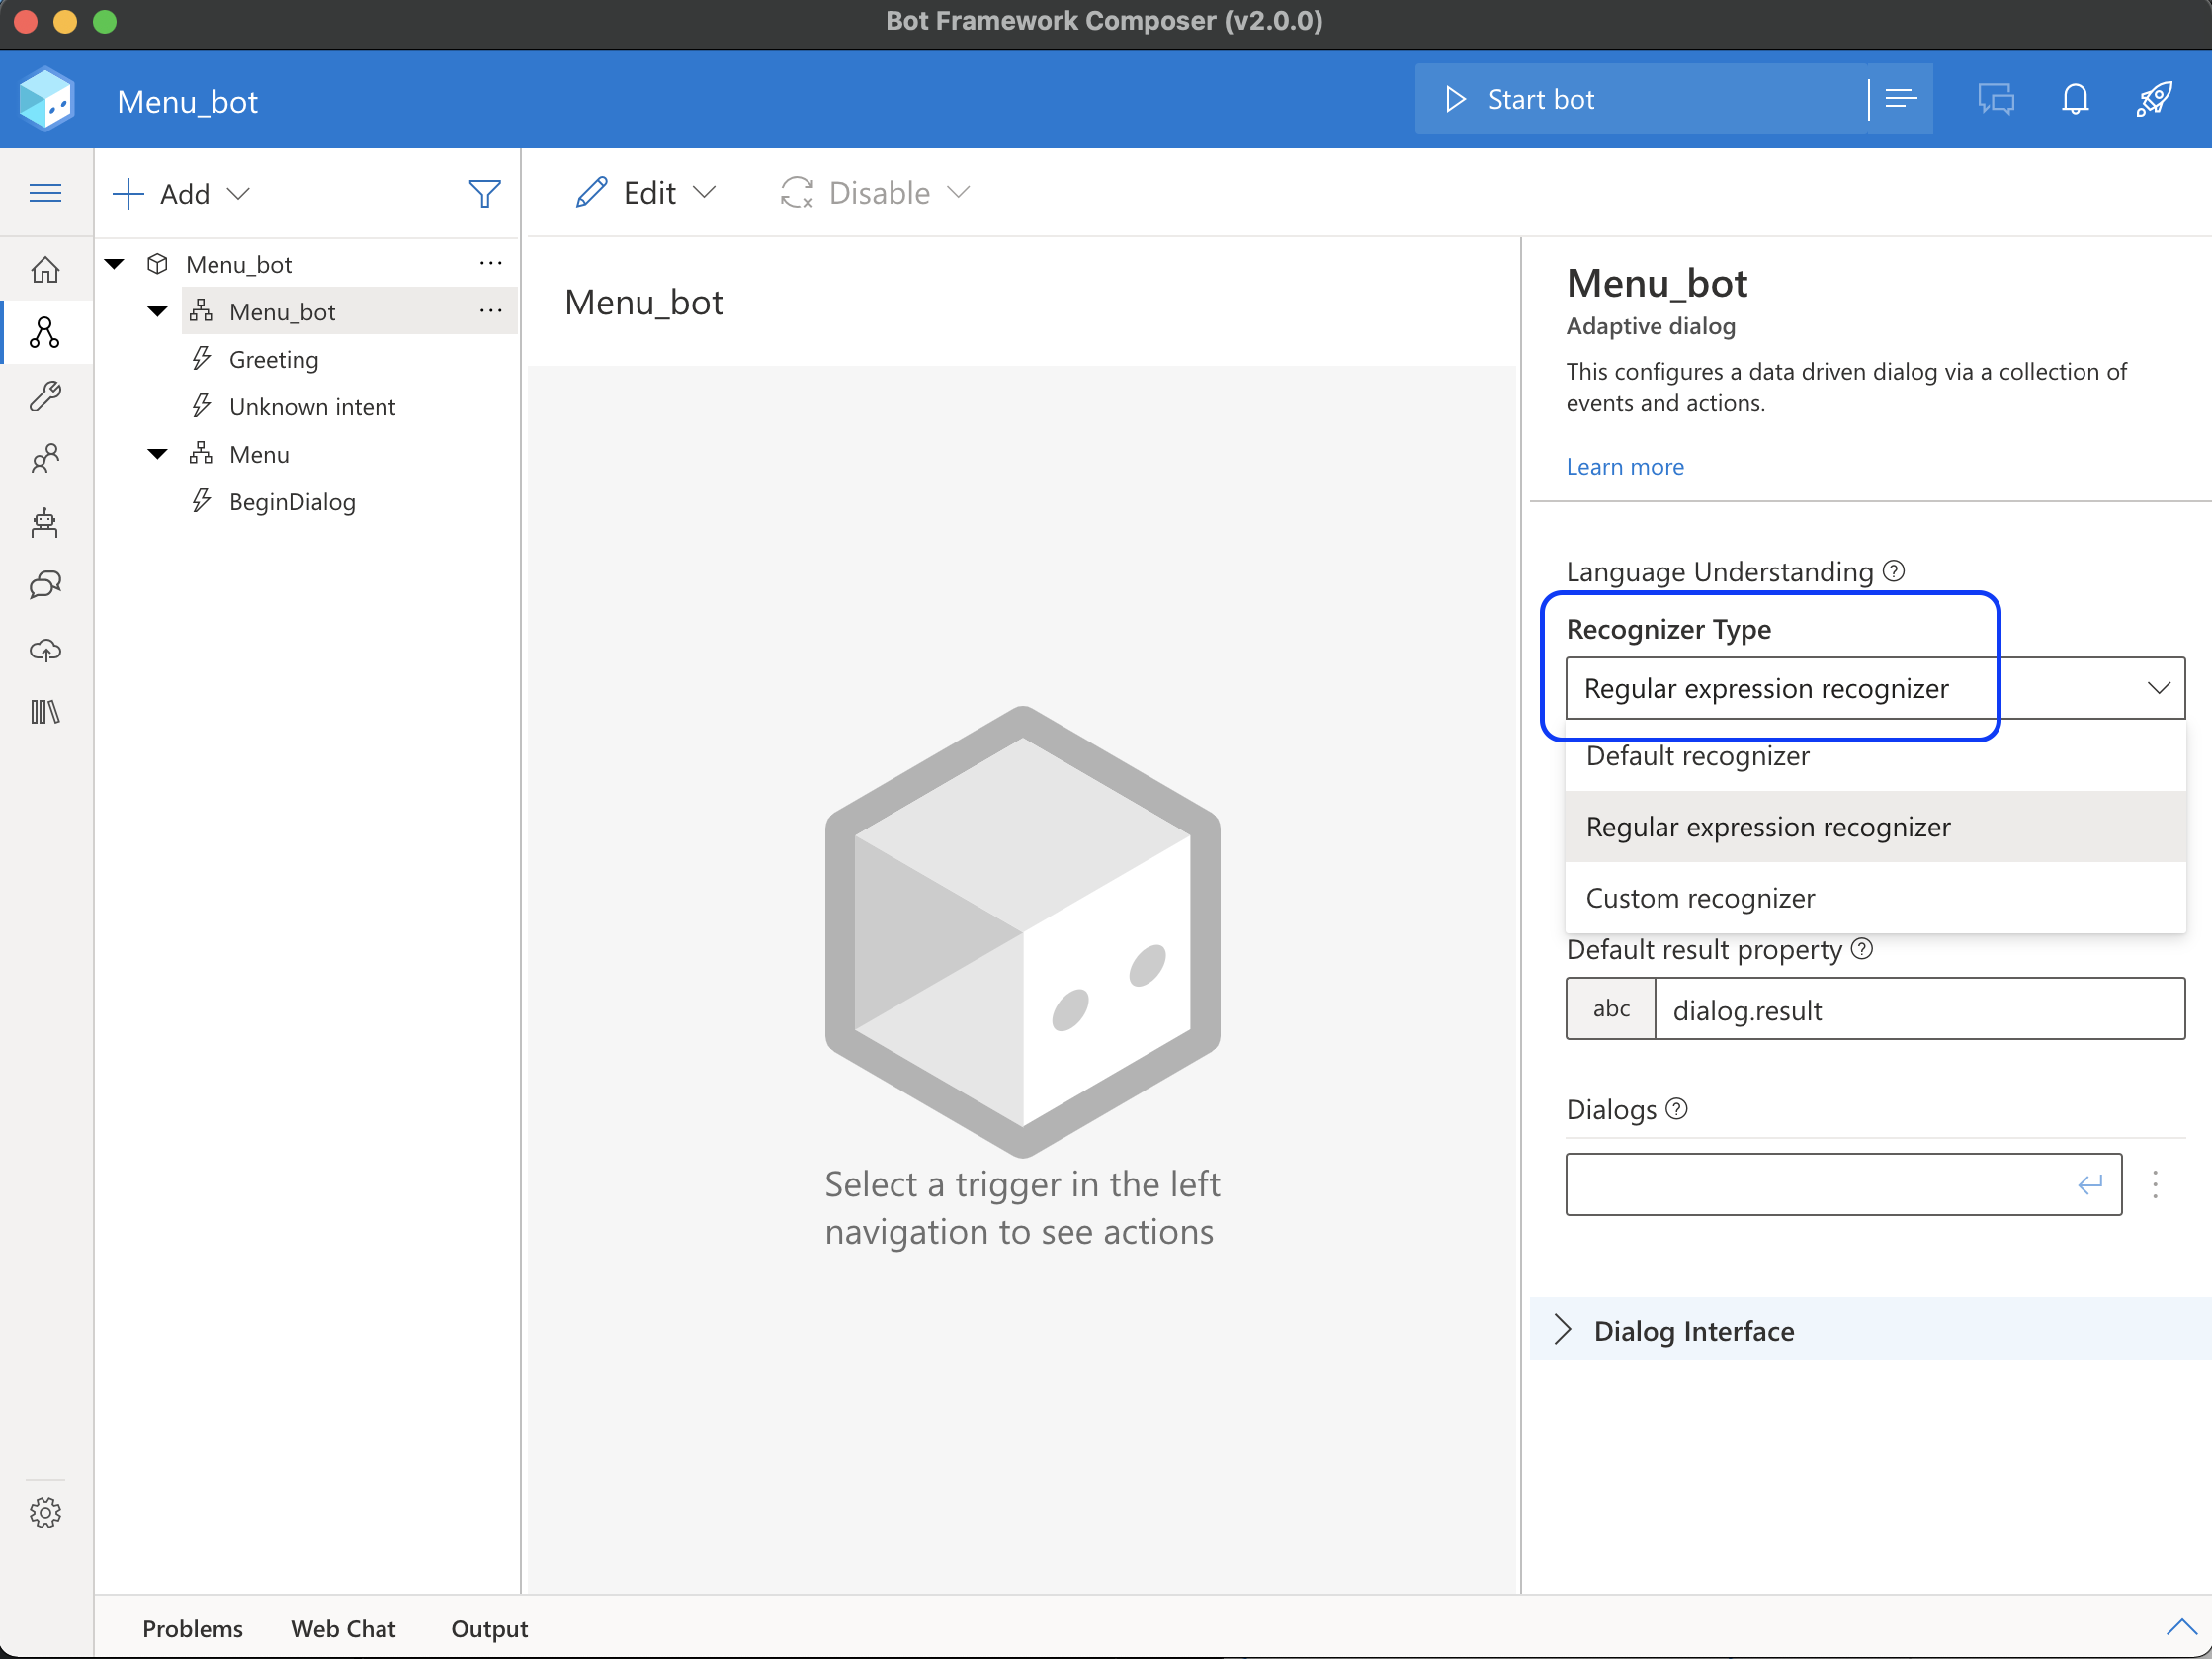 Bot Framework Composer (v2.0.0)
Menu_bot
Start bot
Add
Edit
Disable
Menu_bot
Menu_bot
Greeting
Unknown intent
Menu
BeginDialog
Menu_bot
Select a trigger in the left
navigation to see actions
Menu_bot
Adaptive dialog
This configures a data driven dialog via a collection of
events and actions.
Learn more
Language Understanding
Recognizer Type
Regular expression recognizer
Default recognizer
Regular expression recognizer
Custom recognizer
Default result property
abc
dialog.result
Dialogs
Dialog Interface
Problems
Web Chat
Output